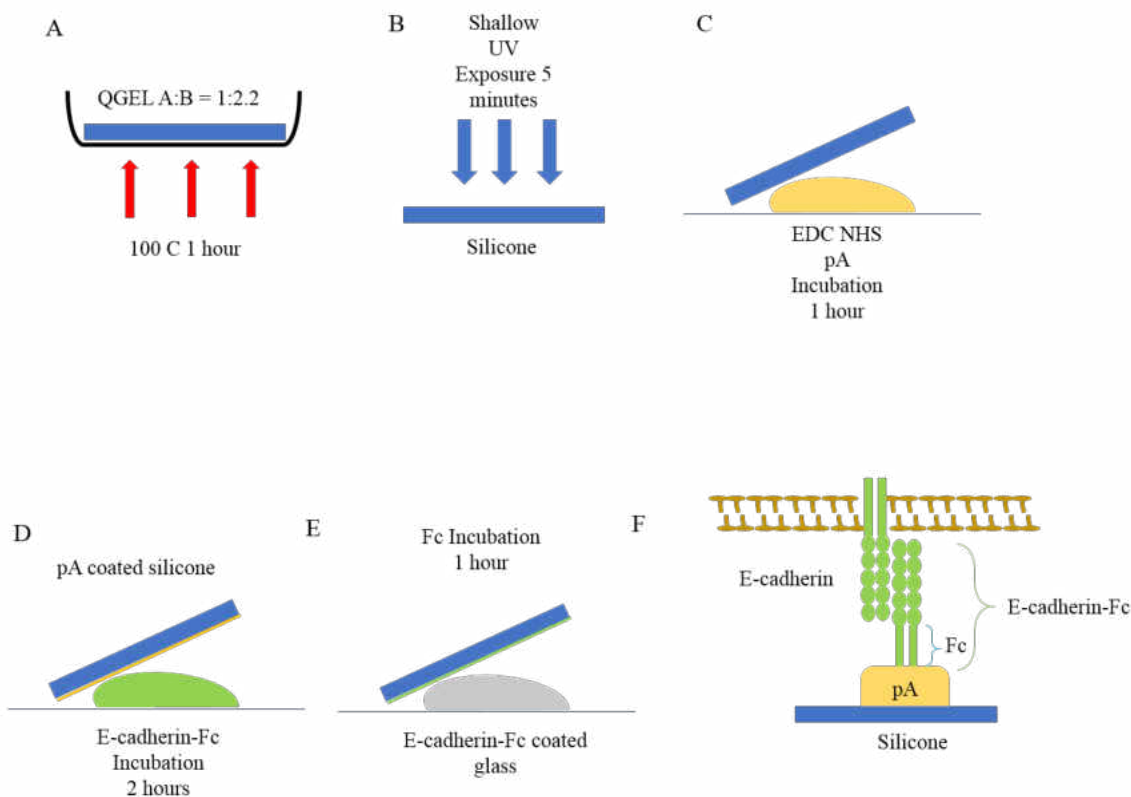 A
QGEL A:B = 1:2.2
100 C 1 hour
B
Shallow
UV
Exposure 5
minutes
Silicone
C
EDC NHS
pA
Incubation
1 hour
D
pA coated silicone
E-cadherin-Fc
Incubation
2 hours
E
Fc Incubation
1 hour
E-cadherin-Fc coated
glass
F
E-cadherin
E-cadherin-Fc
Fc
pA
Silicone